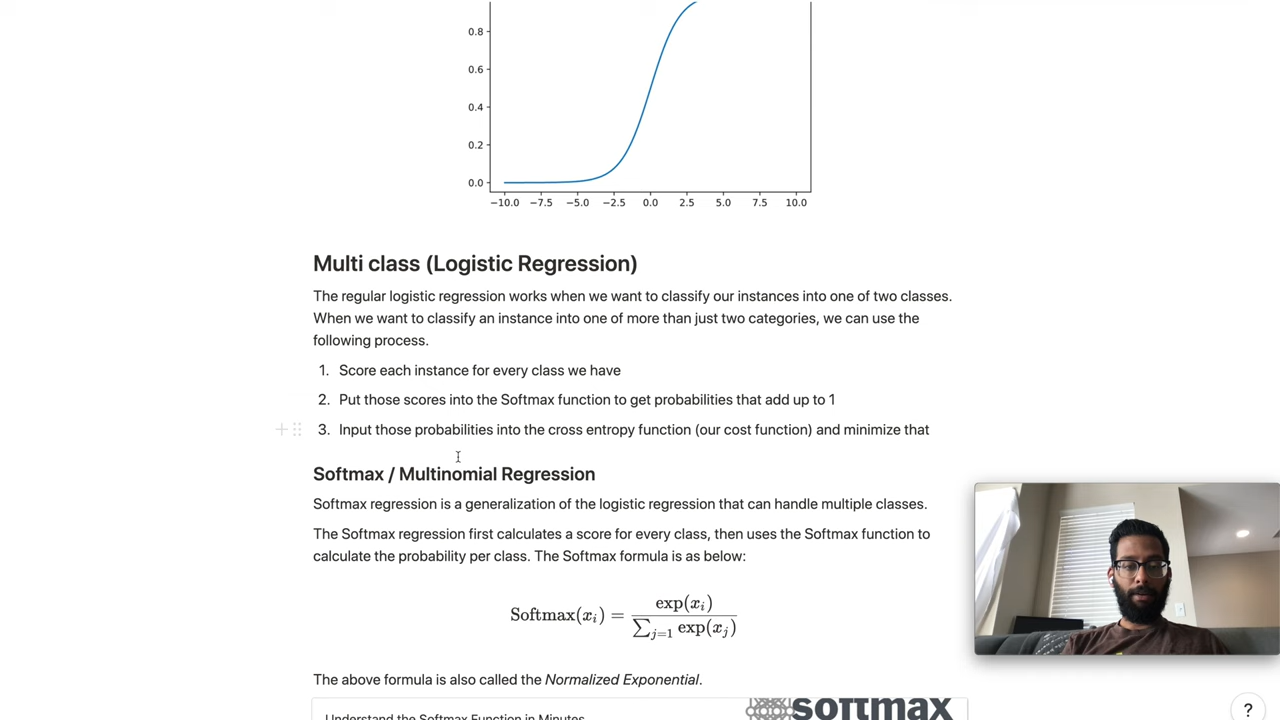 0.8
0.6
0.4
0.2
0.0
−10.0 −7.5 −5.0 −2.5 0.0 2.5 5.0 7.5 10.0
Multi class (Logistic Regression)
The regular logistic regression works when we want to classify our instances into one of two classes.
When we want to classify an instance into one of more than just two categories, we can use the
following process.
1. Score each instance for every class we have
2. Put those scores into the Softmax function to get probabilities that add up to 1
3. Input those probabilities into the cross entropy function (our cost function) and minimize that
Softmax / Multinomial Regression
Softmax regression is a generalization of the logistic regression that can handle multiple classes.
The Softmax regression first calculates a score for every class, then uses the Softmax function to
calculate the probability per class. The Softmax formula is as below:
Softmax(xᵢ) = exp(xᵢ) / ∑ⱼ₌₁ exp(xⱼ)
The above formula is also called the Normalized Exponential.
Understand the Softmax Function in Minutes
softmax
?